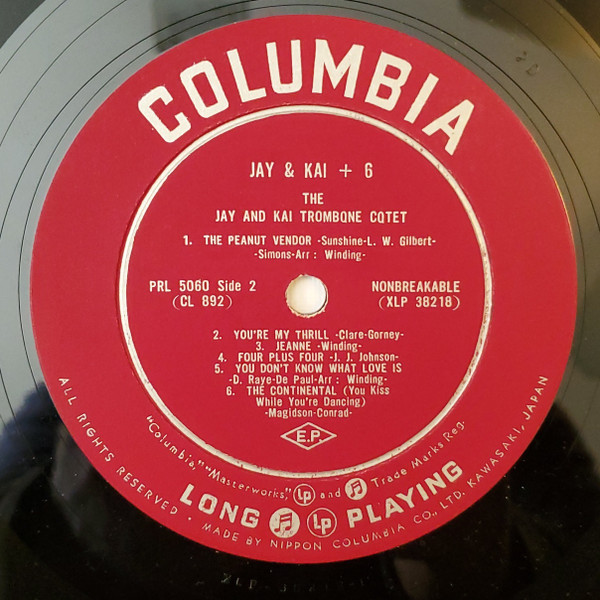 COLUMBIA
JAY & KAI + 6
THE
JAY AND KAI TROMBONE CQTET
1. THE PEANUT VENDOR -Sunshine-L. W. Gilbert-
-Simons-Arr : Winding-
PRL 5060 Side 2
(CL 892)
NONBREAKABLE
(XLP 38218)
2. YOU'RE MY THRILL -Clare-Gorney-
3. JEANNE -Winding-
4. FOUR PLUS FOUR -J. J. Johnson-
5. YOU DON'T KNOW WHAT LOVE IS
-D. Raye-De Paul-Arr : Winding-
6. THE CONTINENTAL (You Kiss
While You're Dancing)
-Magidson-Conrad-
E.P.
"Columbia," "Masterworks," LP and Trade Marks Reg.
LONG LP PLAYING
ALL RIGHTS RESERVED · MADE BY NIPPON COLUMBIA CO., LTD. KAWASAKI, JAPAN